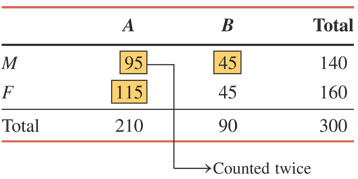 A B Total
M 95 45 140
F 115 45 160
Total 210 90 300
Counted twice